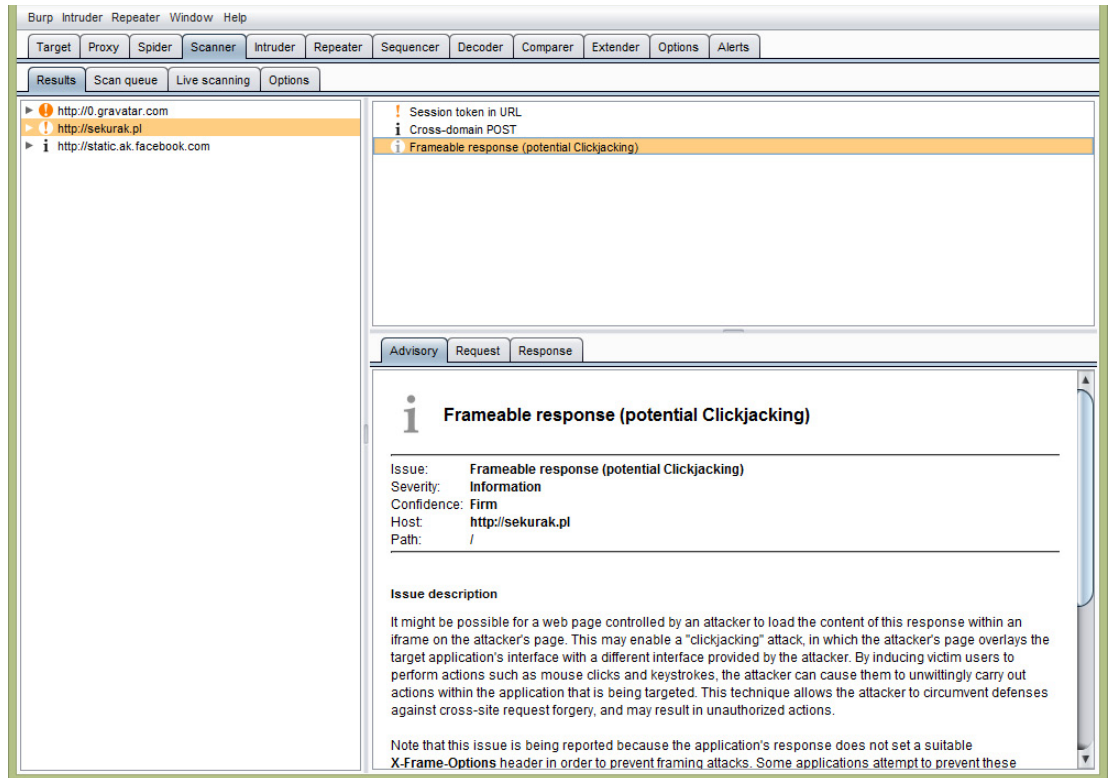 Burp Intruder Repeater Window Help
Target Proxy Spider Scanner Intruder Repeater Sequencer Decoder Comparer Extender Options Alerts
Results Scan queue Live scanning Options
http://0.gravatar.com
http://sekurak.pl
http://static.ak.facebook.com
Session token in URL
Cross-domain POST
Frameable response (potential Clickjacking)
Advisory Request Response
Frameable response (potential Clickjacking)
Issue: Frameable response (potential Clickjacking)
Severity: Information
Confidence: Firm
Host: http://sekurak.pl
Path: /
Issue description
It might be possible for a web page controlled by an attacker to load the content of this response within an
iframe on the attacker's page. This may enable a "clickjacking" attack, in which the attacker's page overlays the
target application's interface with a different interface provided by the attacker. By inducing victim users to
perform actions such as mouse clicks and keystrokes, the attacker can cause them to unwittingly carry out
actions within the application that is being targeted. This technique allows the attacker to circumvent defenses
against cross-site request forgery, and may result in unauthorized actions.
Note that this issue is being reported because the application's response does not set a suitable
X-Frame-Options header in order to prevent framing attacks. Some applications attempt to prevent these